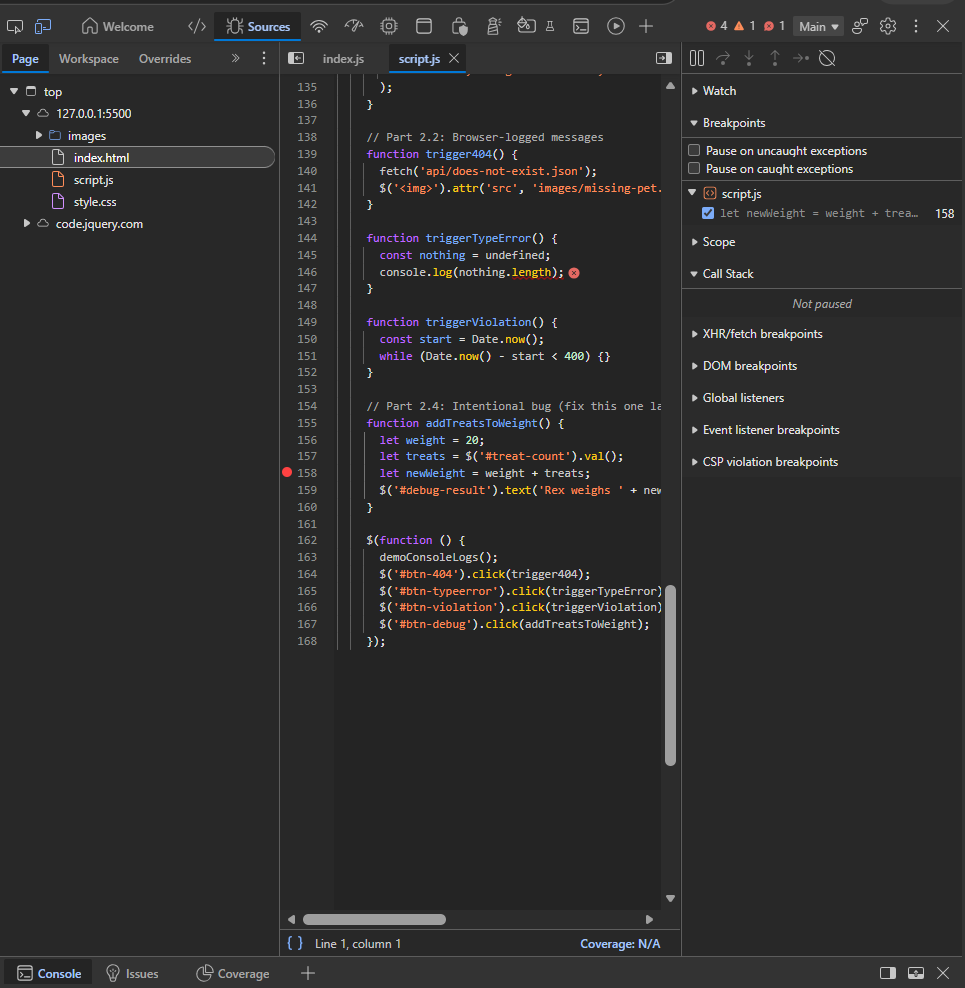 Welcome
Sources
4
1
1
Main
Page
Workspace
Overrides
index.js
script.js
top
127.0.0.1:5500
images
index.html
script.js
style.css
code.jquery.com
135 );
136 }
137
138 // Part 2.2: Browser-logged messages
139 function trigger404() {
140 fetch('api/does-not-exist.json');
141 $('<img>').attr('src', 'images/missing-pet.
142 }
143
144 function triggerTypeError() {
145 const nothing = undefined;
146 console.log(nothing.length);
147 }
148
149 function triggerViolation() {
150 const start = Date.now();
151 while (Date.now() - start < 400) {}
152 }
153
154 // Part 2.4: Intentional bug (fix this one la
155 function addTreatsToWeight() {
156 let weight = 20;
157 let treats = $('#treat-count').val();
158 let newWeight = weight + treats;
159 $('#debug-result').text('Rex weighs ' + new
160 }
161
162 $(function () {
163 demoConsoleLogs();
164 $('#btn-404').click(trigger404);
165 $('#btn-typeerror').click(triggerTypeError)
166 $('#btn-violation').click(triggerViolation)
167 $('#btn-debug').click(addTreatsToWeight);
168 });
{ } Line 1, column 1
Coverage: N/A
Watch
Breakpoints
Pause on uncaught exceptions
Pause on caught exceptions
script.js
let newWeight = weight + trea… 158
Scope
Call Stack
Not paused
XHR/fetch breakpoints
DOM breakpoints
Global listeners
Event listener breakpoints
CSP violation breakpoints
Console
Issues
Coverage